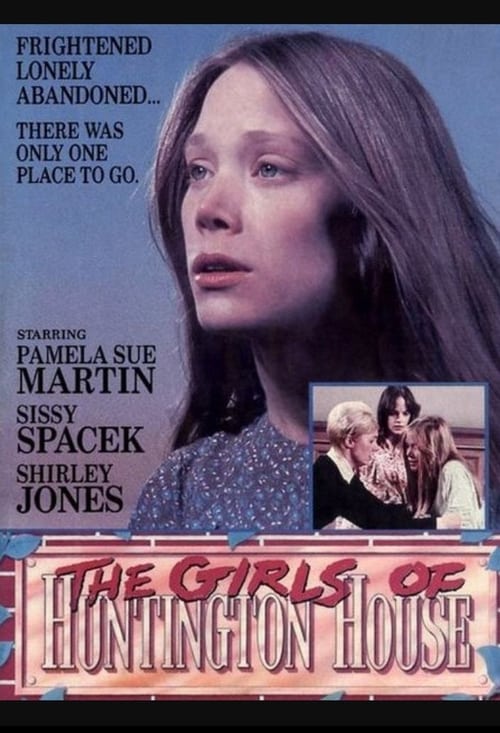 FRIGHTENED
LONELY
ABANDONED...
THERE WAS
ONLY ONE
PLACE TO GO.
STARRING
PAMELA SUE
MARTIN
SISSY
SPACEK
SHIRLEY
JONES
THE GIRLS OF
HUNTINGTON HOUSE